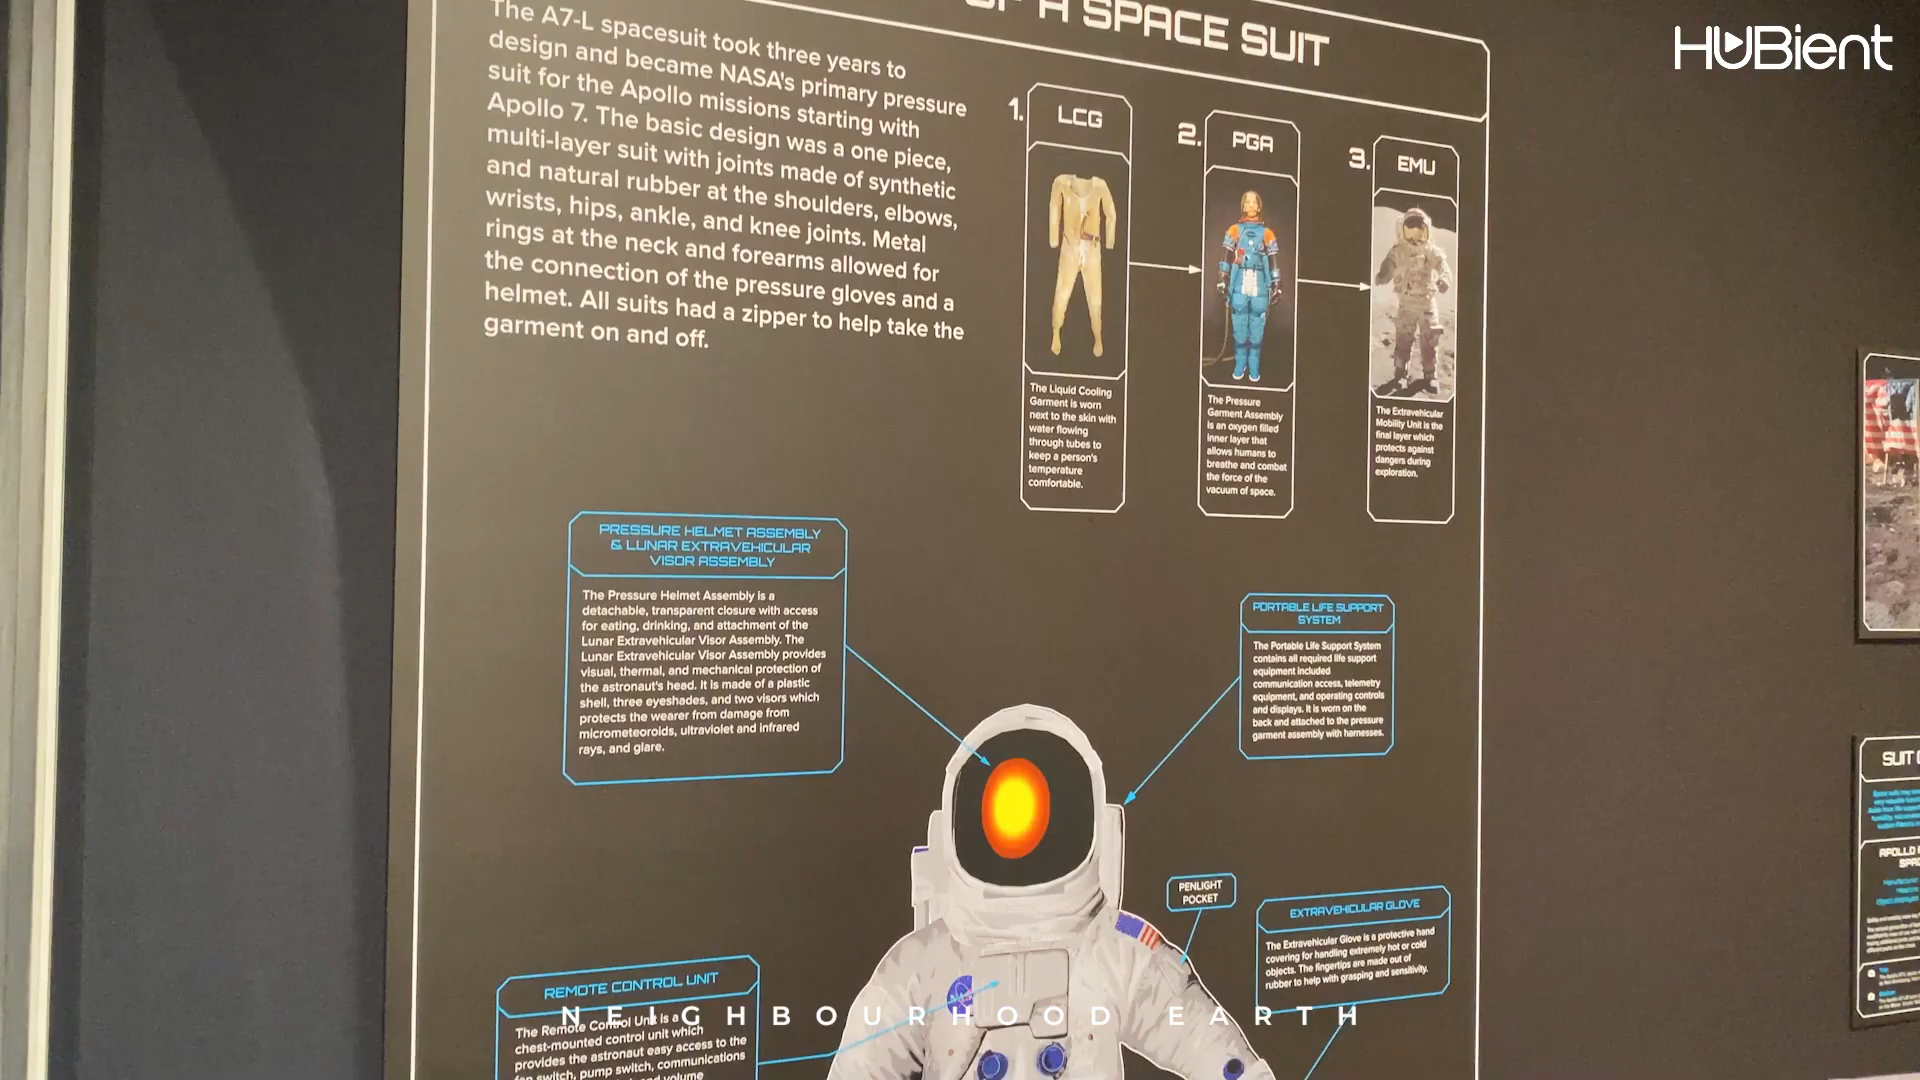 HUBient
OF A SPACE SUIT
The A7-L spacesuit took three years to
design and became NASA's primary pressure
suit for the Apollo missions starting with
Apollo 7. The basic design was a one piece,
multi-layer suit with joints made of synthetic
and natural rubber at the shoulders, elbows,
wrists, hips, ankle, and knee joints. Metal
rings at the neck and forearms allowed for
the connection of the pressure gloves and a
helmet. All suits had a zipper to help take the
garment on and off.
1.
LCG
The Liquid Cooling
Garment is worn
next to the skin with
water flowing
through tubes to
keep a person's
temperature
comfortable.
2.
PGA
The Pressure
Garment Assembly
is an oxygen filled
inner layer that
allows humans to
breathe and combat
the force of the
vacuum of space.
3.
EMU
The Extravehicular
Mobility Unit is the
final layer which
protects against
dangers during
exploration.
PRESSURE HELMET ASSEMBLY
& LUNAR EXTRAVEHICULAR
VISOR ASSEMBLY
The Pressure Helmet Assembly is a
detachable, transparent closure with access
for eating, drinking, and attachment of the
Lunar Extravehicular Visor Assembly. The
Lunar Extravehicular Visor Assembly provides
visual, thermal, and mechanical protection of
the astronaut's head. It is made of a plastic
shell, three eyeshades, and two visors which
protects the wearer from damage from
micrometeoroids, ultraviolet and infrared
rays, and glare.
PORTABLE LIFE SUPPORT
SYSTEM
The Portable Life Support System
contains all required life support
equipment included
communication access, telemetry
equipment, and operating controls
and displays. It is worn on the
back and attached to the pressure
garment assembly with harnesses.
PENLIGHT
POCKET
EXTRAVEHICULAR GLOVE
The Extravehicular Glove is a protective hand
covering for handling extremely hot or cold
objects. The fingertips are made out of
rubber to help with grasping and sensitivity.
REMOTE CONTROL UNIT
The Remote Control Unit is a
chest-mounted control unit which
provides the astronaut easy access to the
fan switch, pump switch, communications
volume
NEIGHBOURHOOD EARTH
SUIT
APOLLO